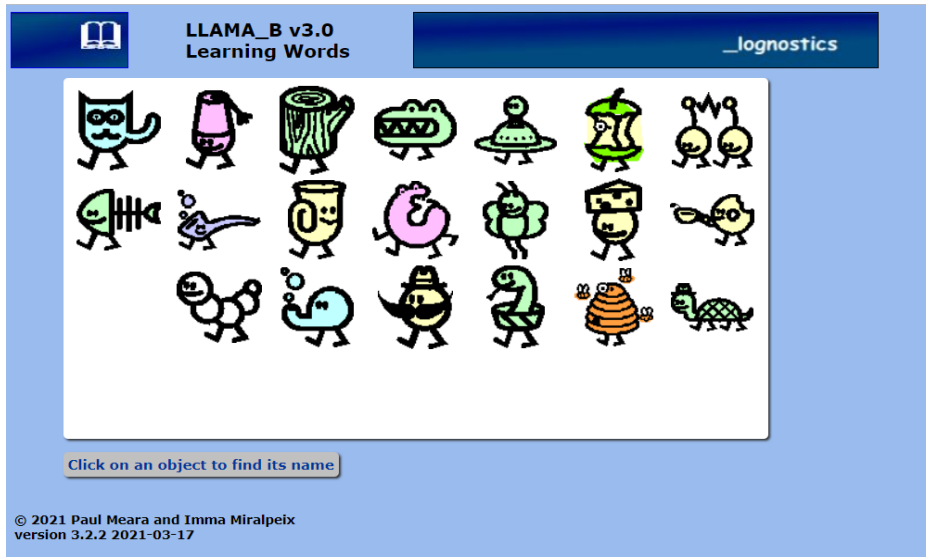 LLAMA_B v3.0
Learning Words
_lognostics
Click on an object to find its name
© 2021 Paul Meara and Imma Miralpeix
version 3.2.2 2021-03-17